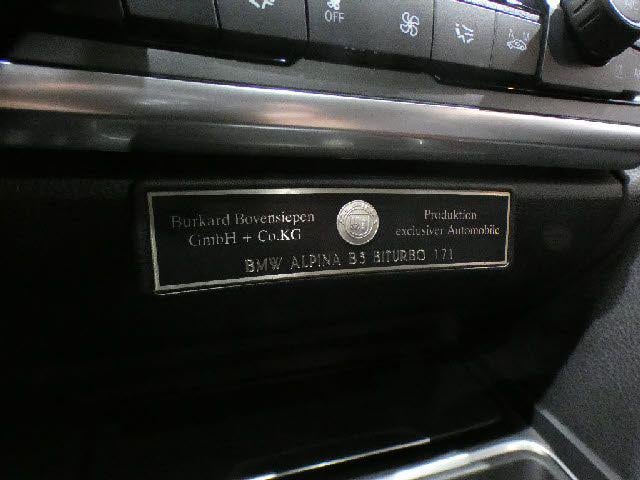 OFF
A M
Burkard Bovensiepen
GmbH + Co.KG
Produktion
exclusiver Automobile
BMW ALPINA B3 BITURBO 171